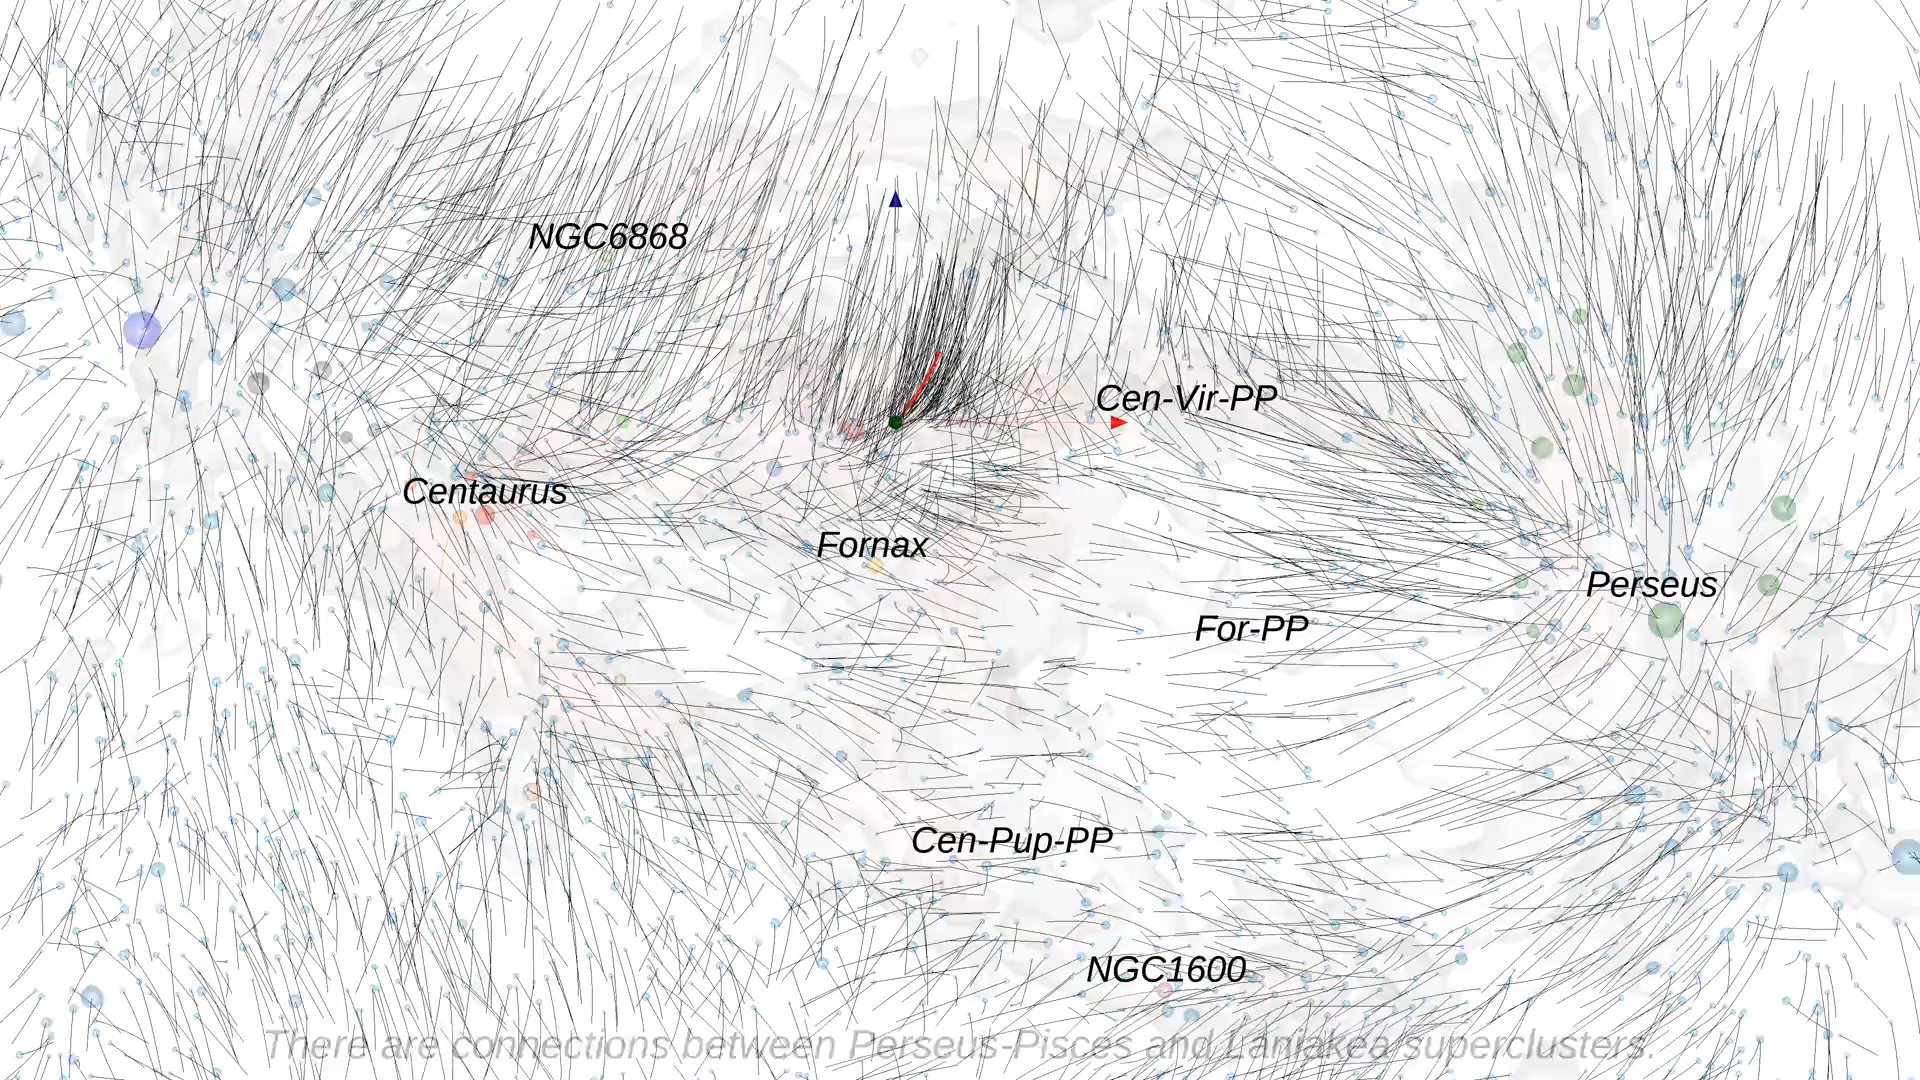 NGC6868
Cen-Vir-PP
Centaurus
Fornax
Perseus
For-PP
Cen-Pup-PP
NGC1600
There are connections between Perseus-Pisces and Laniakea superclusters.